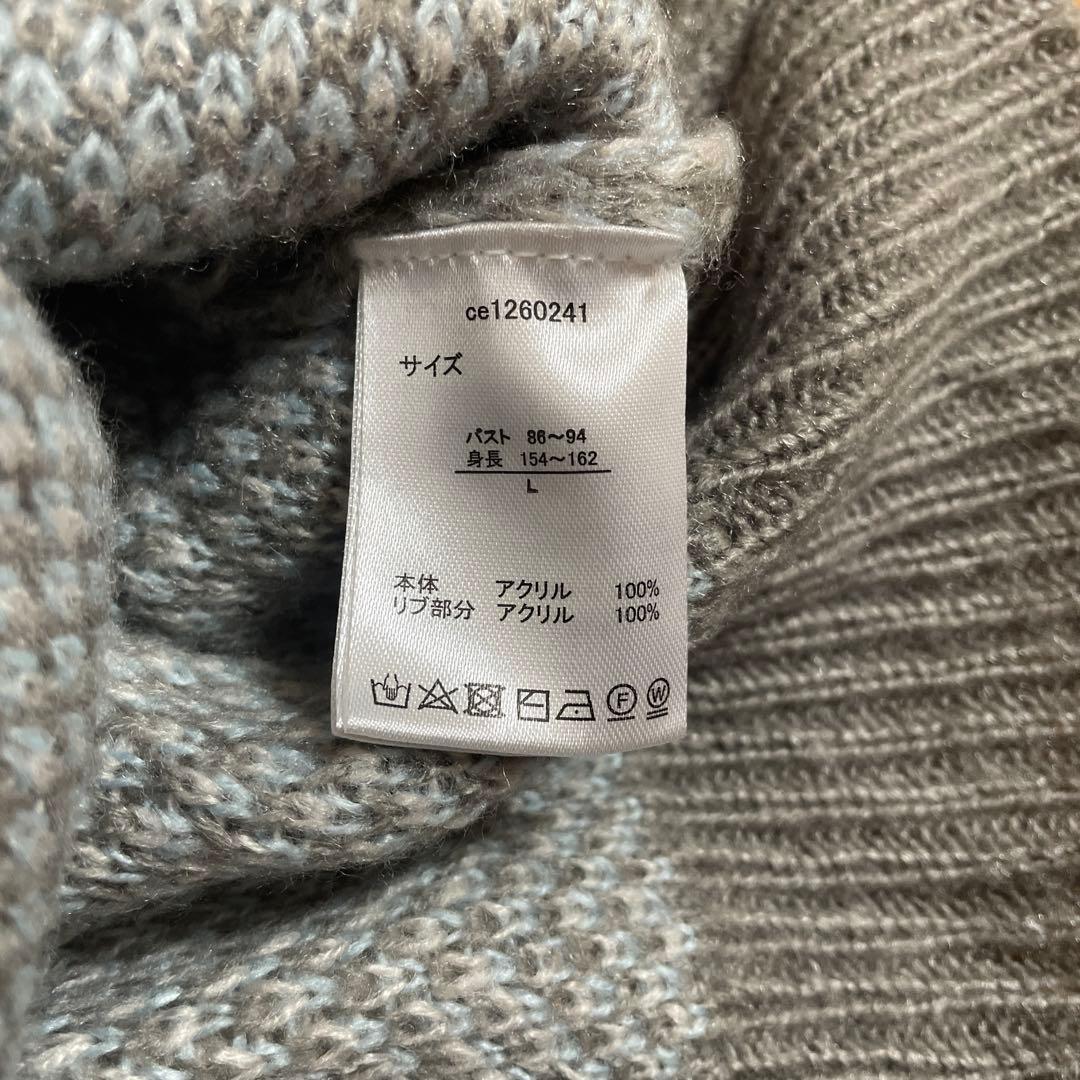 ce1260241
サイズ
バスト 86～94
身長 154～162
L
本体 アクリル 100%
リブ部分 アクリル 100%
F W